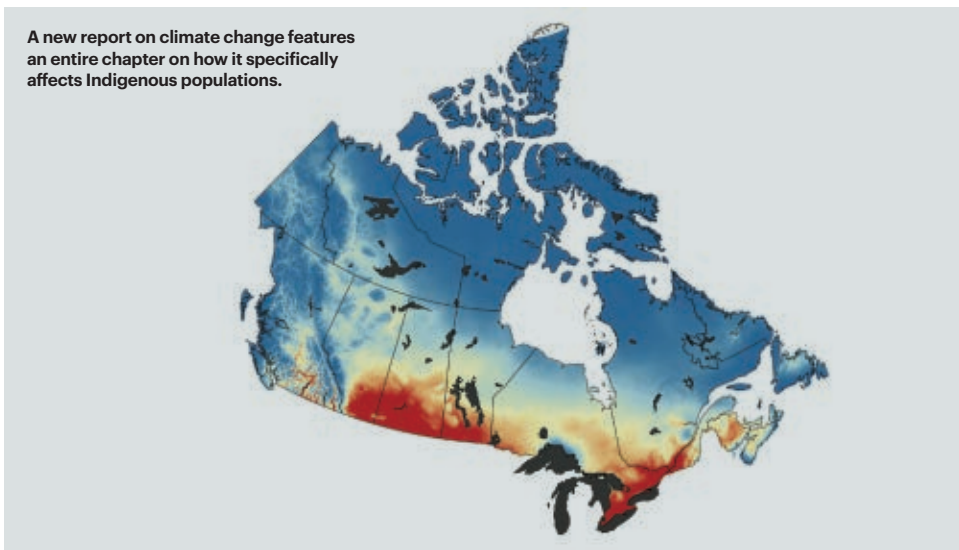 A new report on climate change features
an entire chapter on how it specifically
affects Indigenous populations.